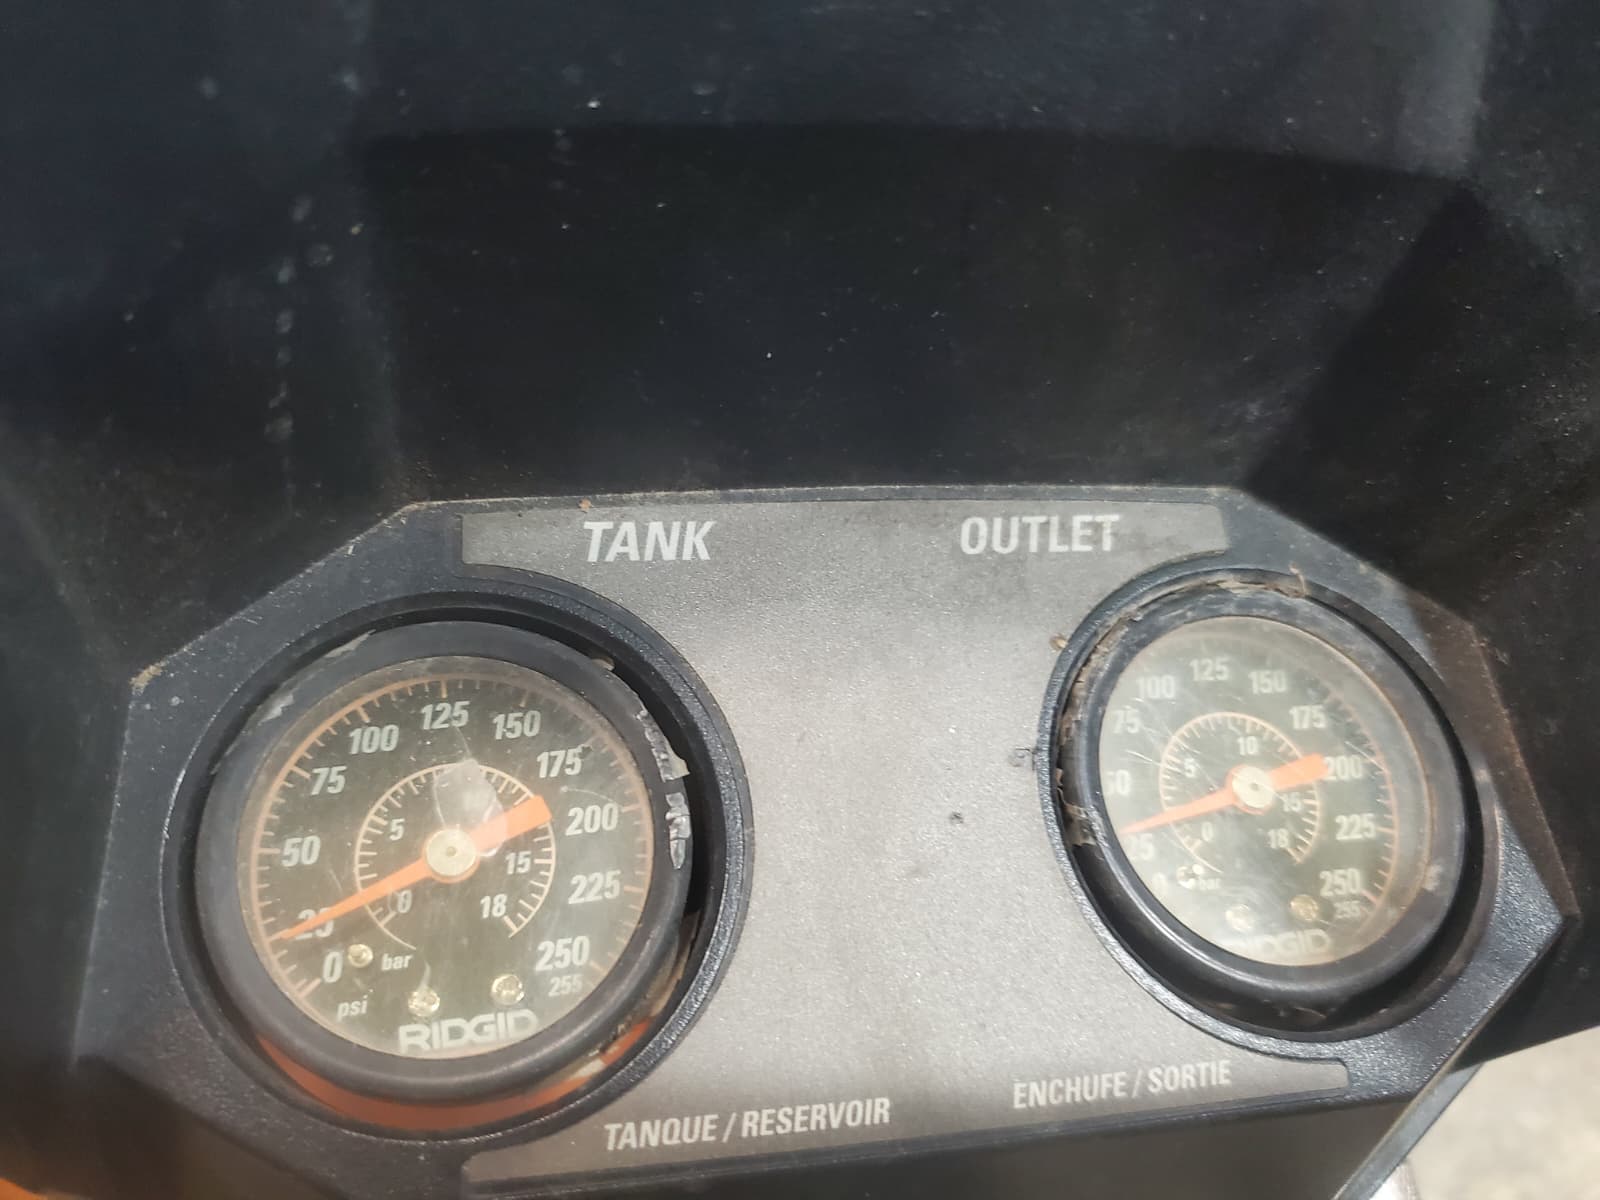 TANK
OUTLET
0 25 50 75 100 125 150 175 200 225 250 255
0 5 15 18
bar
psi
RIDGID
75 100 125 150 175 200 225 250 255
0 5 10 15 18
bar
RIDGID
TANQUE / RESERVOIR
ENCHUFE / SORTIE